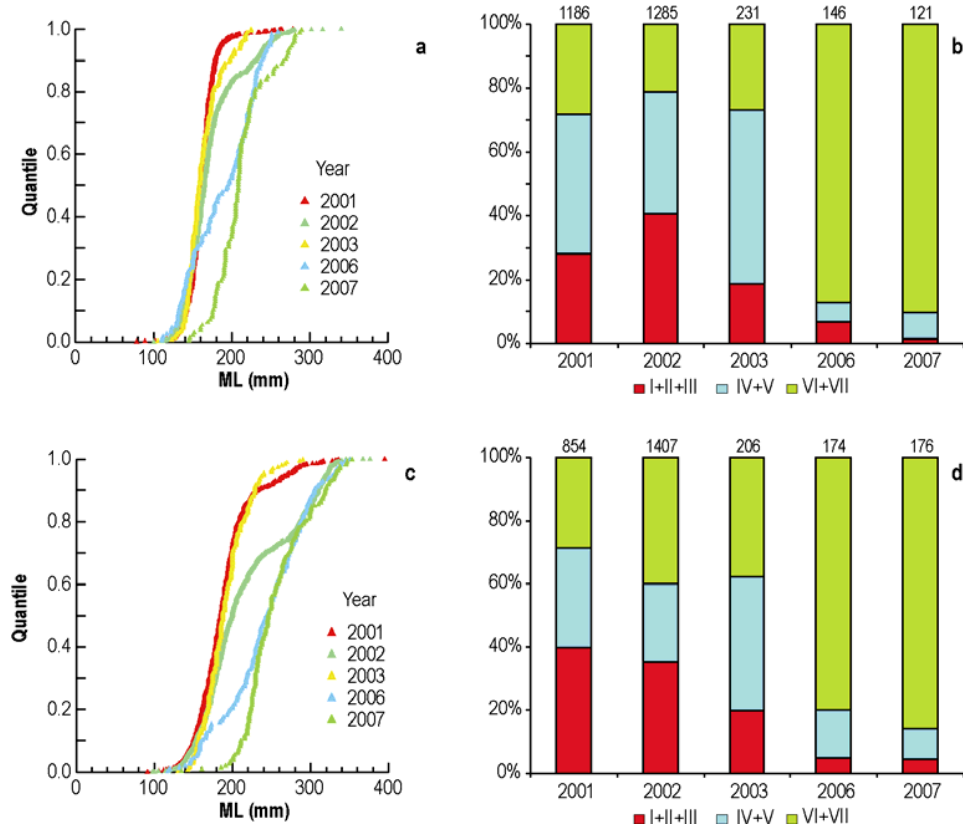 a
1.0
0.8
0.6
0.4
0.2
0.0
Quantile
0 100 200 300 400
ML (mm)
Year
2001
2002
2003
2006
2007
b
1186 1285 231 146 121
100%
80%
60%
40%
20%
0%
2001 2002 2003 2006 2007
I+II+III IV+V VI+VII
c
1.0
0.8
0.6
0.4
0.2
0.0
Quantile
0 100 200 300 400
ML (mm)
Year
2001
2002
2003
2006
2007
d
854 1407 206 174 176
100%
80%
60%
40%
20%
0%
2001 2002 2003 2006 2007
I+II+III IV+V VI+VII